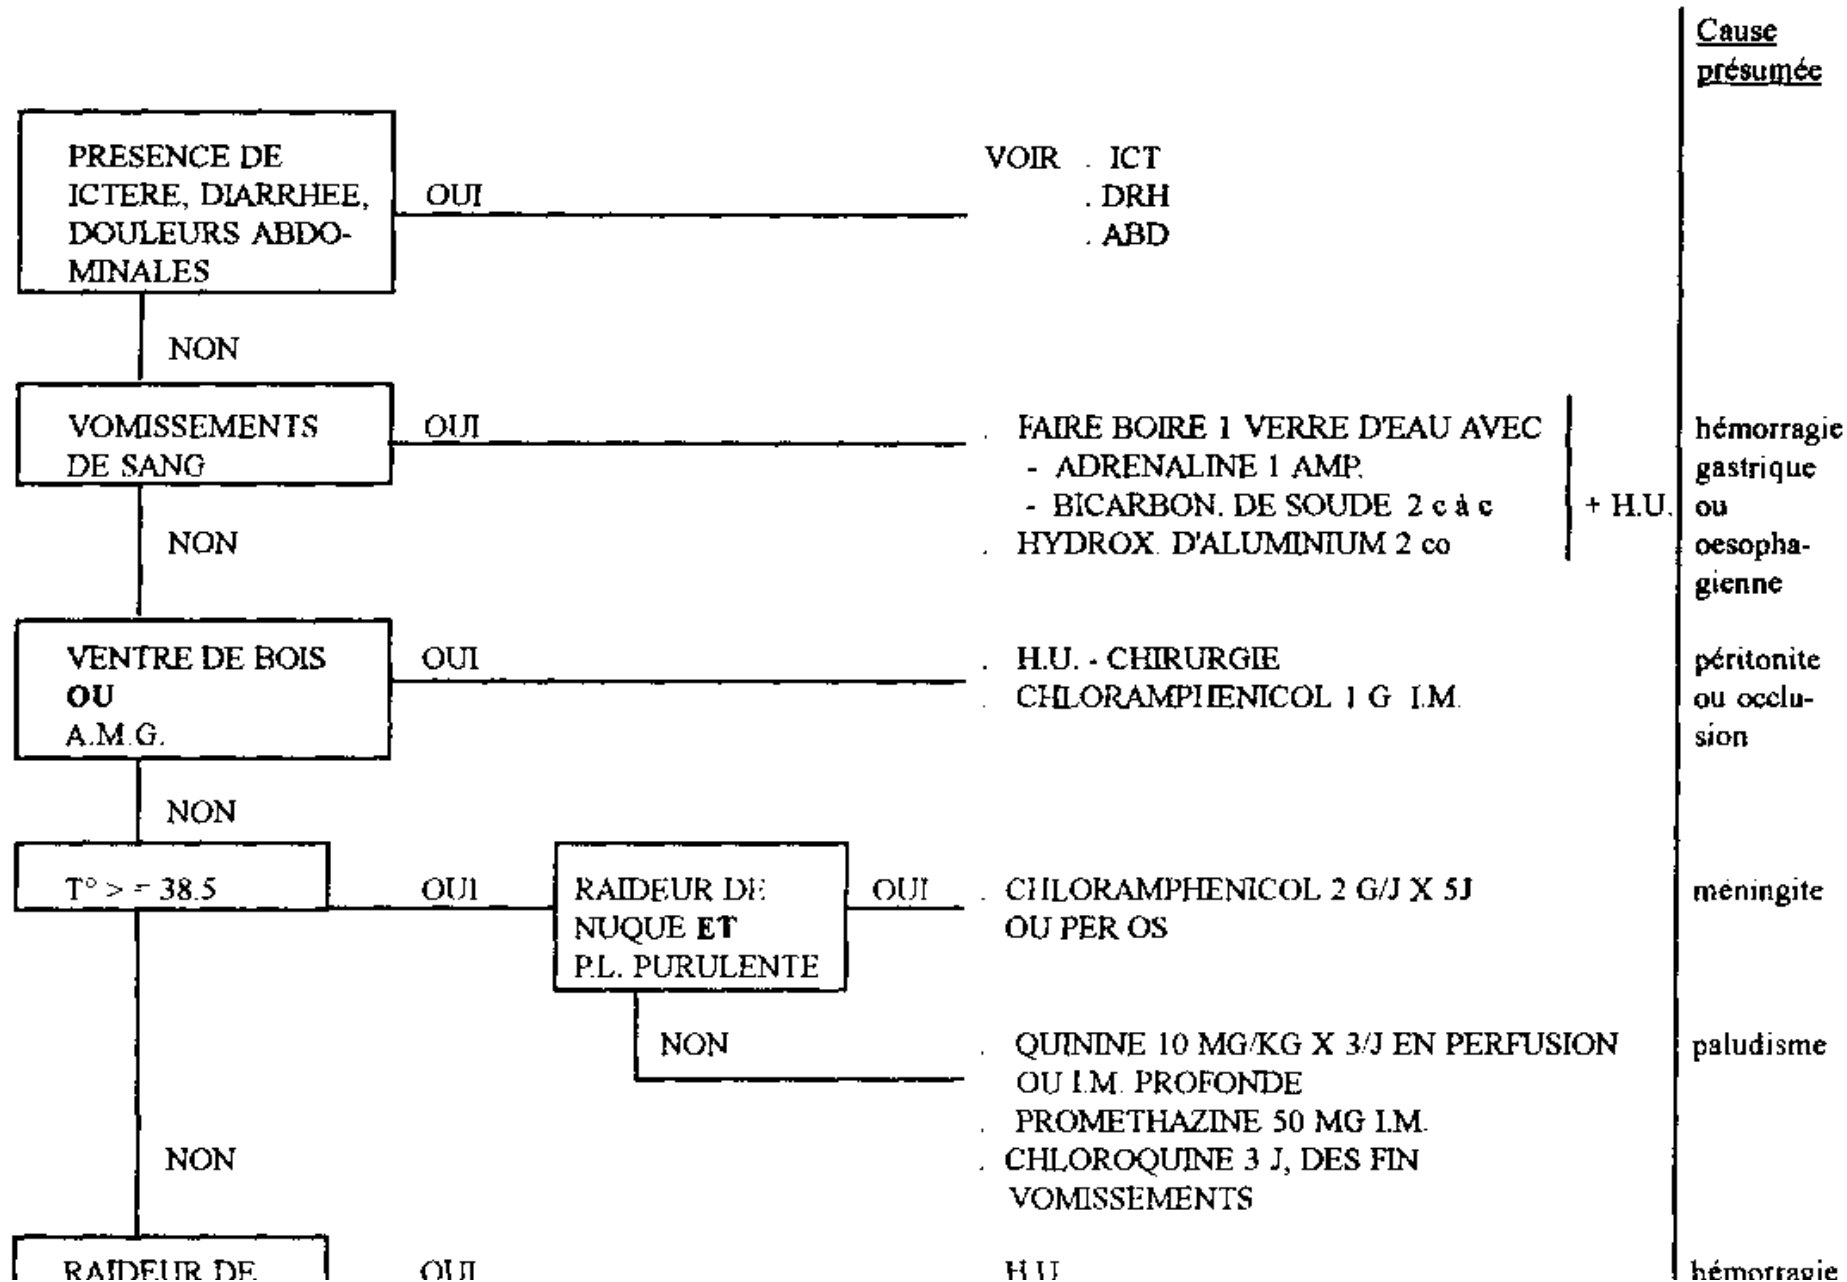 Cause
présumée
PRESENCE DE
ICTERE, DIARRHEE,
DOULEURS ABDO-
MINALES
OUI
VOIR . ICT
. DRH
. ABD
NON
VOMISSEMENTS
DE SANG
OUI
. FAIRE BOIRE 1 VERRE D'EAU AVEC
- ADRENALINE 1 AMP.
- BICARBON. DE SOUDE 2 c à c
. HYDROX. D'ALUMINIUM 2 co
+ H.U.
hémorragie
gastrique
ou
oesopha-
gienne
NON
VENTRE DE BOIS
OU
A.M.G.
OUI
. H.U. - CHIRURGIE
. CHLORAMPHENICOL 1 G I.M.
péritonite
ou occlu-
sion
NON
T° > = 38.5
OUI
RAIDEUR DE
NUQUE ET
P.L. PURULENTE
OUI
. CHLORAMPHENICOL 2 G/J X 5J
OU PER OS
méningite
NON
. QUININE 10 MG/KG X 3/J EN PERFUSION
OU I.M. PROFONDE
. PROMETHAZINE 50 MG I.M.
. CHLOROQUINE 3 J, DES FIN
VOMISSEMENTS
paludisme
NON
RAIDEUR DE
OUI
H.U.
hémorragie